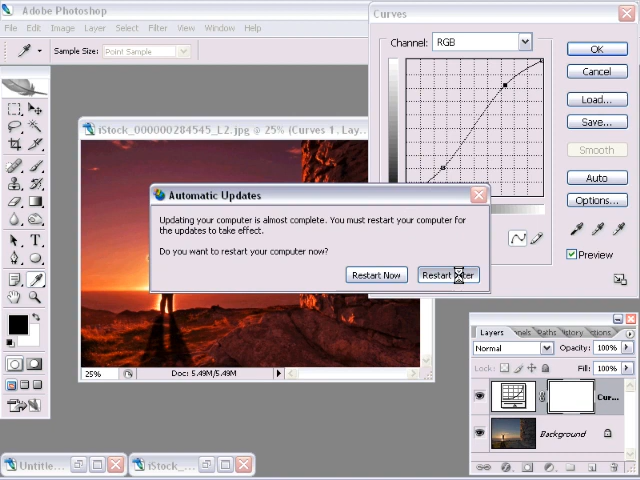 Adobe Photoshop
Curves
File Edit Image Layer Select Filter View Window Help
Channel: RGB
Sample Size: Point Sample
OK
Cancel
Load...
Save...
Smooth
Auto
Options...
Preview
iStock_000000284545_L2.jpg @ 25% (Curves 1, Lay...
Automatic Updates
Updating your computer is almost complete. You must restart your computer for
the updates to take effect.
Do you want to restart your computer now?
Restart Now
Restart
T
25%
Doc: 5.49M/5.49M
Layers Paths
Normal
Opacity: 100%
Lock:
Fill: 100%
Cur...
Background
Untitle...
iStock_...